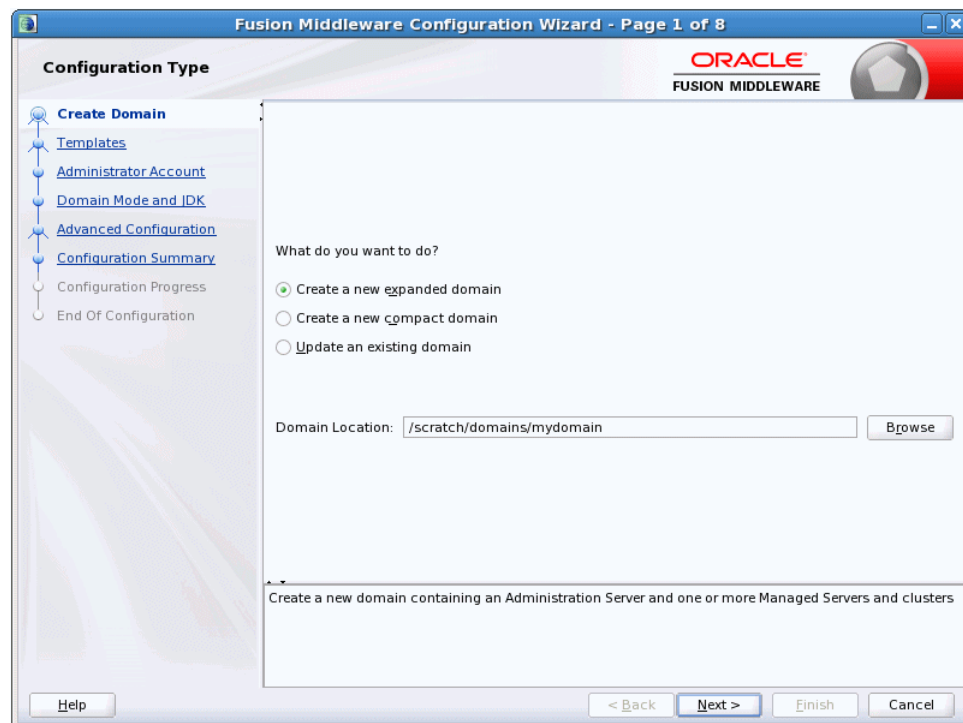 Fusion Middleware Configuration Wizard - Page 1 of 8
Configuration Type
ORACLE
FUSION MIDDLEWARE
Create Domain
Templates
Administrator Account
Domain Mode and JDK
Advanced Configuration
Configuration Summary
Configuration Progress
End Of Configuration
What do you want to do?
Create a new expanded domain
Create a new compact domain
Update an existing domain
Domain Location: /scratch/domains/mydomain Browse
Create a new domain containing an Administration Server and one or more Managed Servers and clusters
Help < Back Next > Finish Cancel